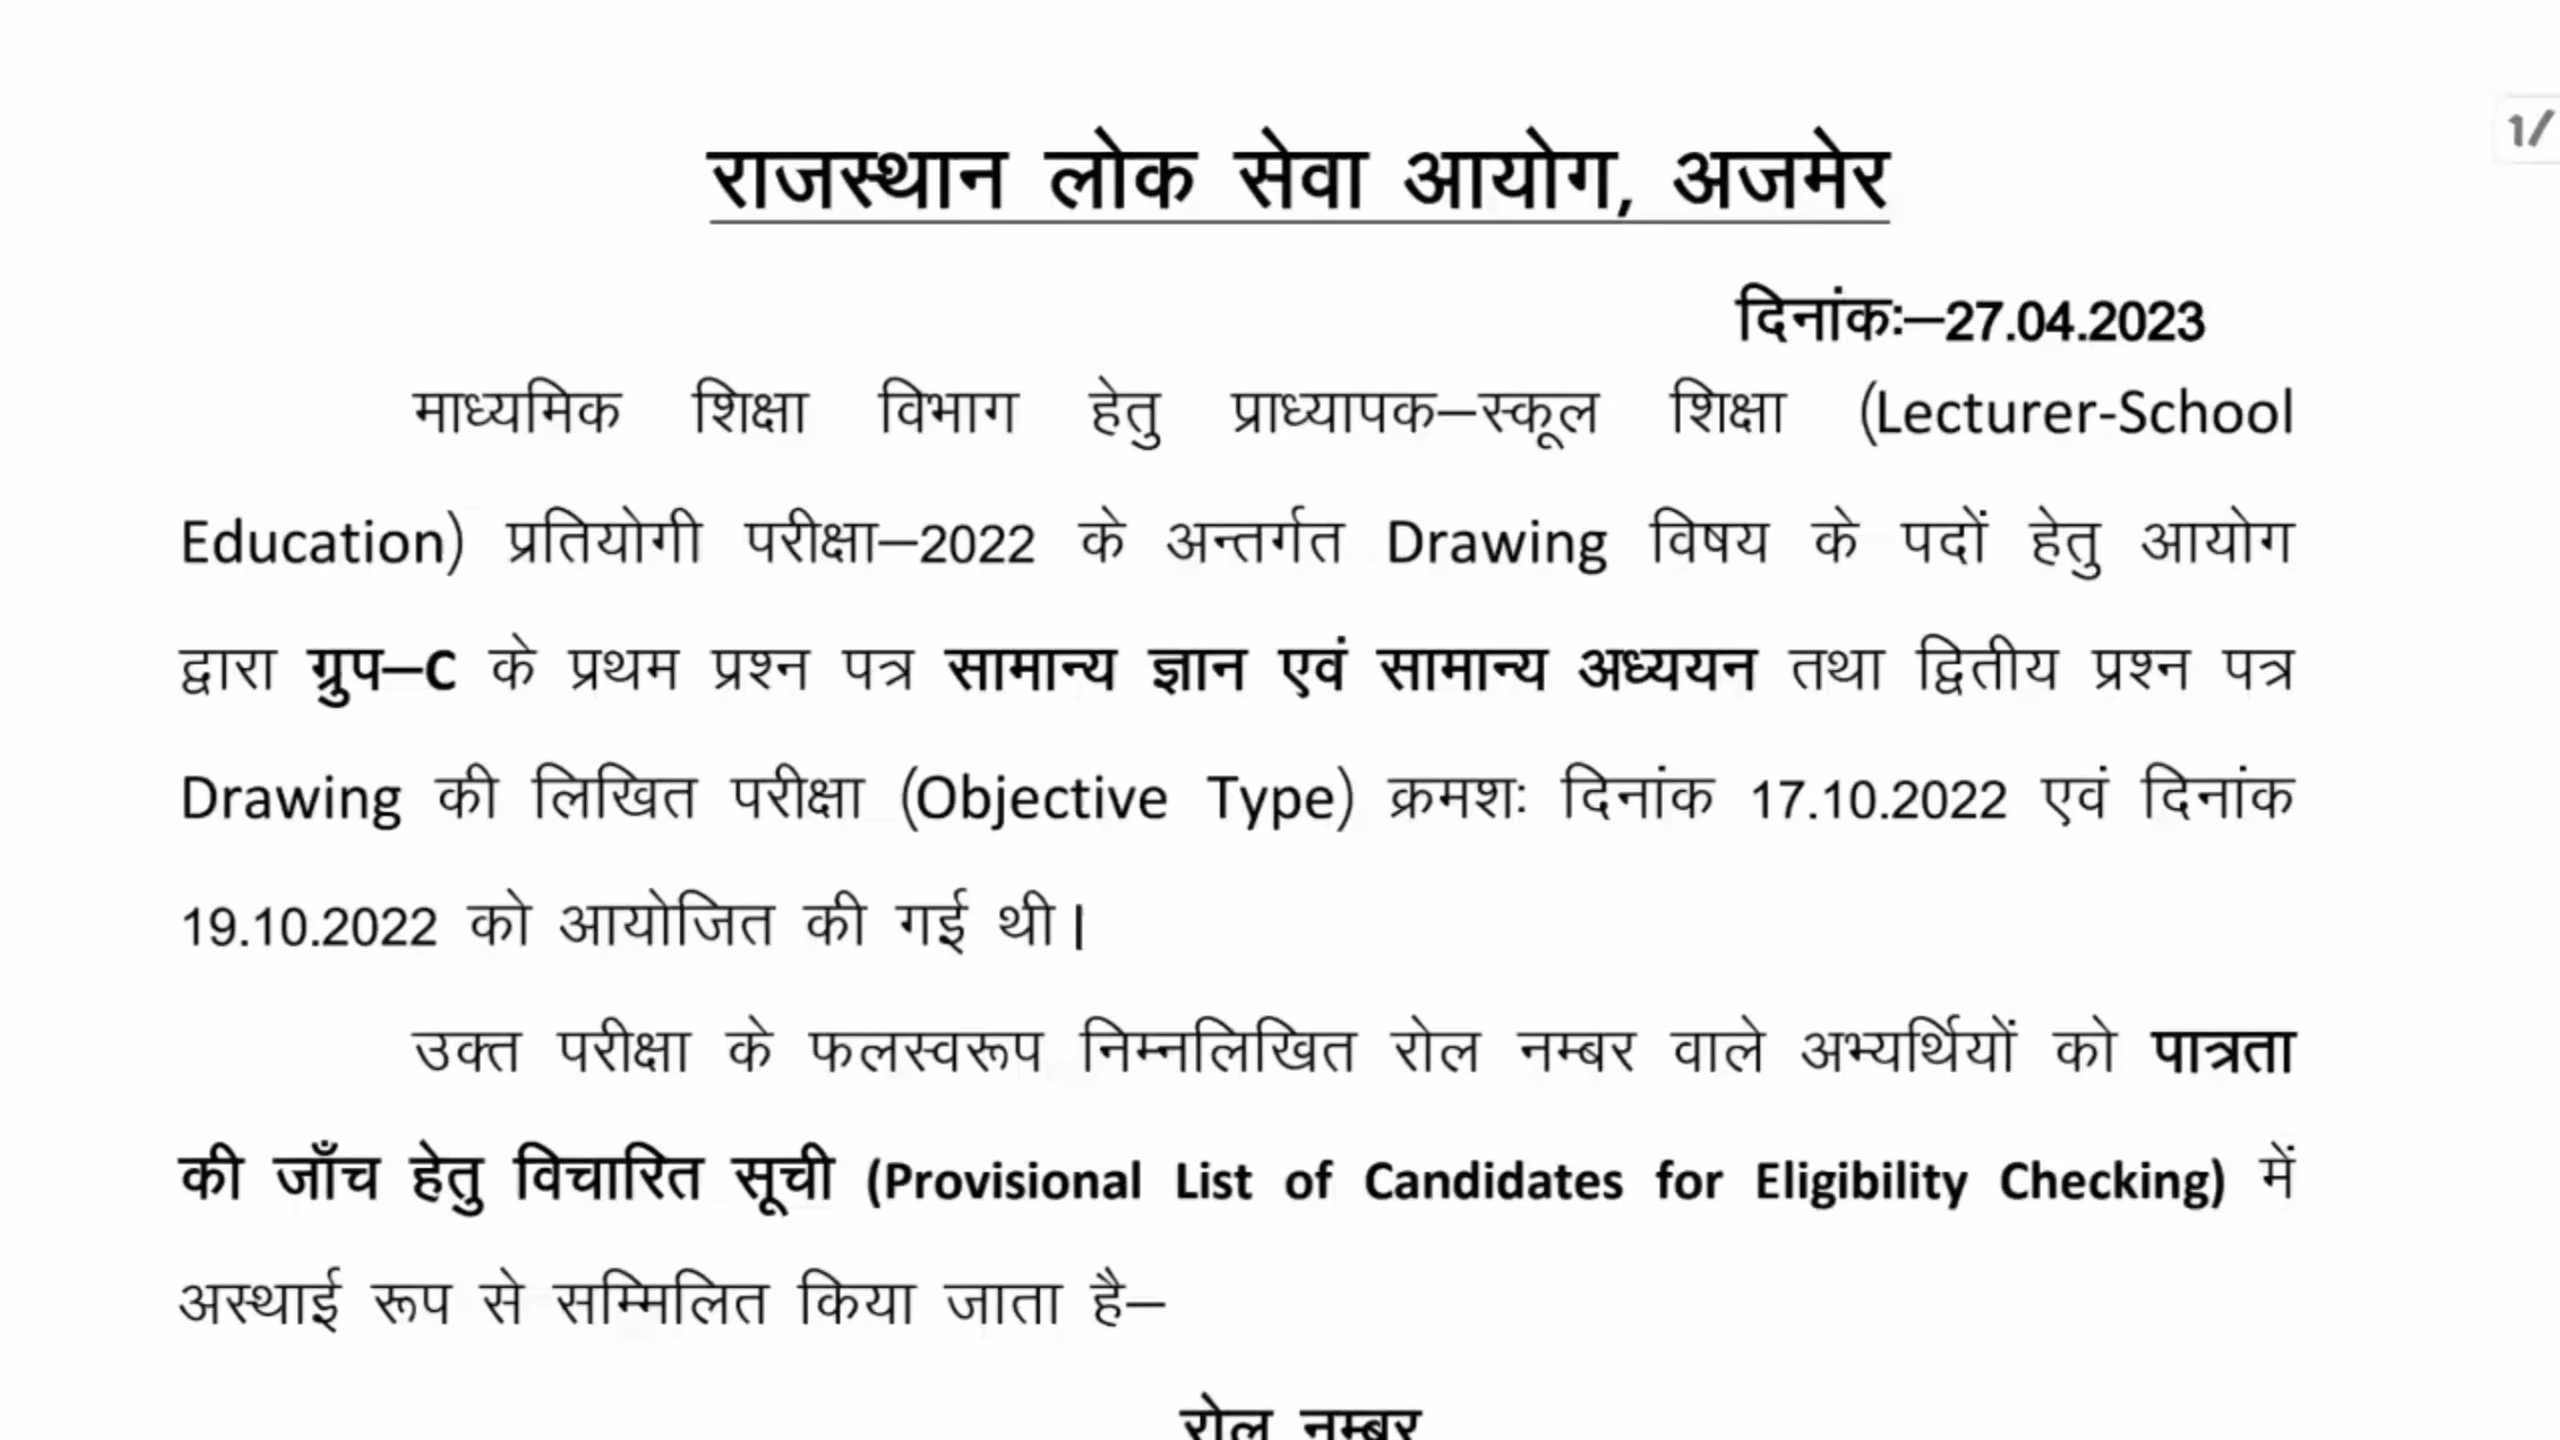 राजस्थान लोक सेवा आयोग, अजमेर
1/
दिनांकः–27.04.2023
माध्यमिक शिक्षा विभाग हेतु प्राध्यापक–स्कूल शिक्षा (Lecturer-School
Education) प्रतियोगी परीक्षा–2022 के अन्तर्गत Drawing विषय के पदों हेतु आयोग
द्वारा ग्रुप–C के प्रथम प्रश्न पत्र सामान्य ज्ञान एवं सामान्य अध्ययन तथा द्वितीय प्रश्न पत्र
Drawing की लिखित परीक्षा (Objective Type) क्रमशः दिनांक 17.10.2022 एवं दिनांक
19.10.2022 को आयोजित की गई थी।
उक्त परीक्षा के फलस्वरूप निम्नलिखित रोल नम्बर वाले अभ्यर्थियों को पात्रता
की जाँच हेतु विचारित सूची (Provisional List of Candidates for Eligibility Checking) में
अस्थाई रूप से सम्मिलित किया जाता है–
रोल नम्बर